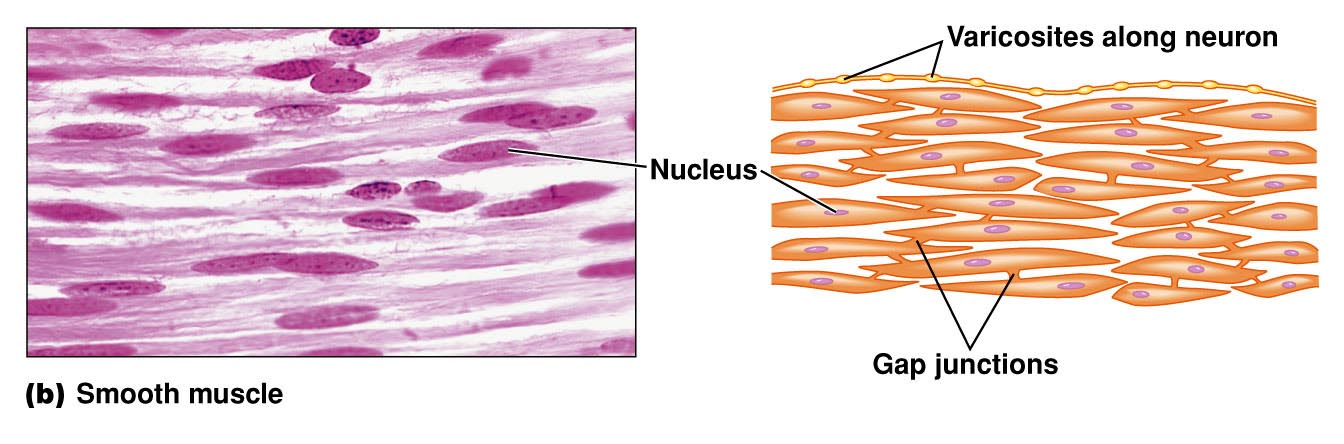 Varicosites along neuron
Nucleus
Gap junctions
(b) Smooth muscle